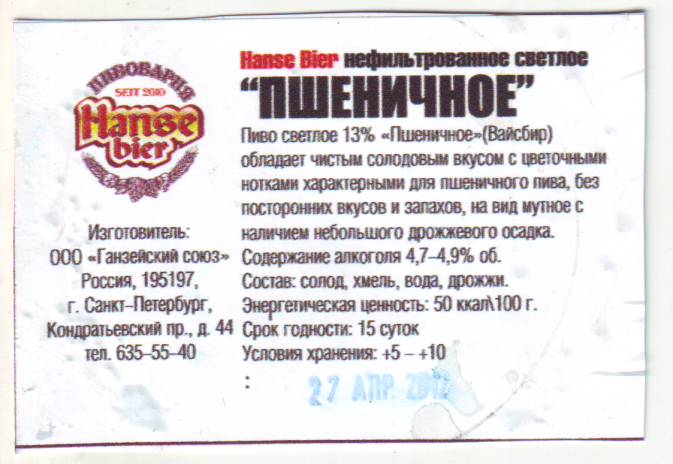 ПИВОВАРНЯ
SEIT 2010
Hanse
bier
Изготовитель:
ООО «Ганзейский союз»
Россия, 195197,
г. Санкт–Петербург,
Кондратьевский пр., д. 44
тел. 635–55–40
Hanse Bier нефильтрованное светлое
“ПШЕНИЧНОЕ”
Пиво светлое 13% «Пшеничное»(Вайсбир)
обладает чистым солодовым вкусом с цветочными
нотками характерными для пшеничного пива, без
посторонних вкусов и запахов, на вид мутное с
наличием небольшого дрожжевого осадка.
Содержание алкоголя 4,7–4,9% об.
Состав: солод, хмель, вода, дрожжи.
Энергетическая ценность: 50 ккал\100 г.
Срок годности: 15 суток
Условия хранения: +5 – +10
:
27 АПР